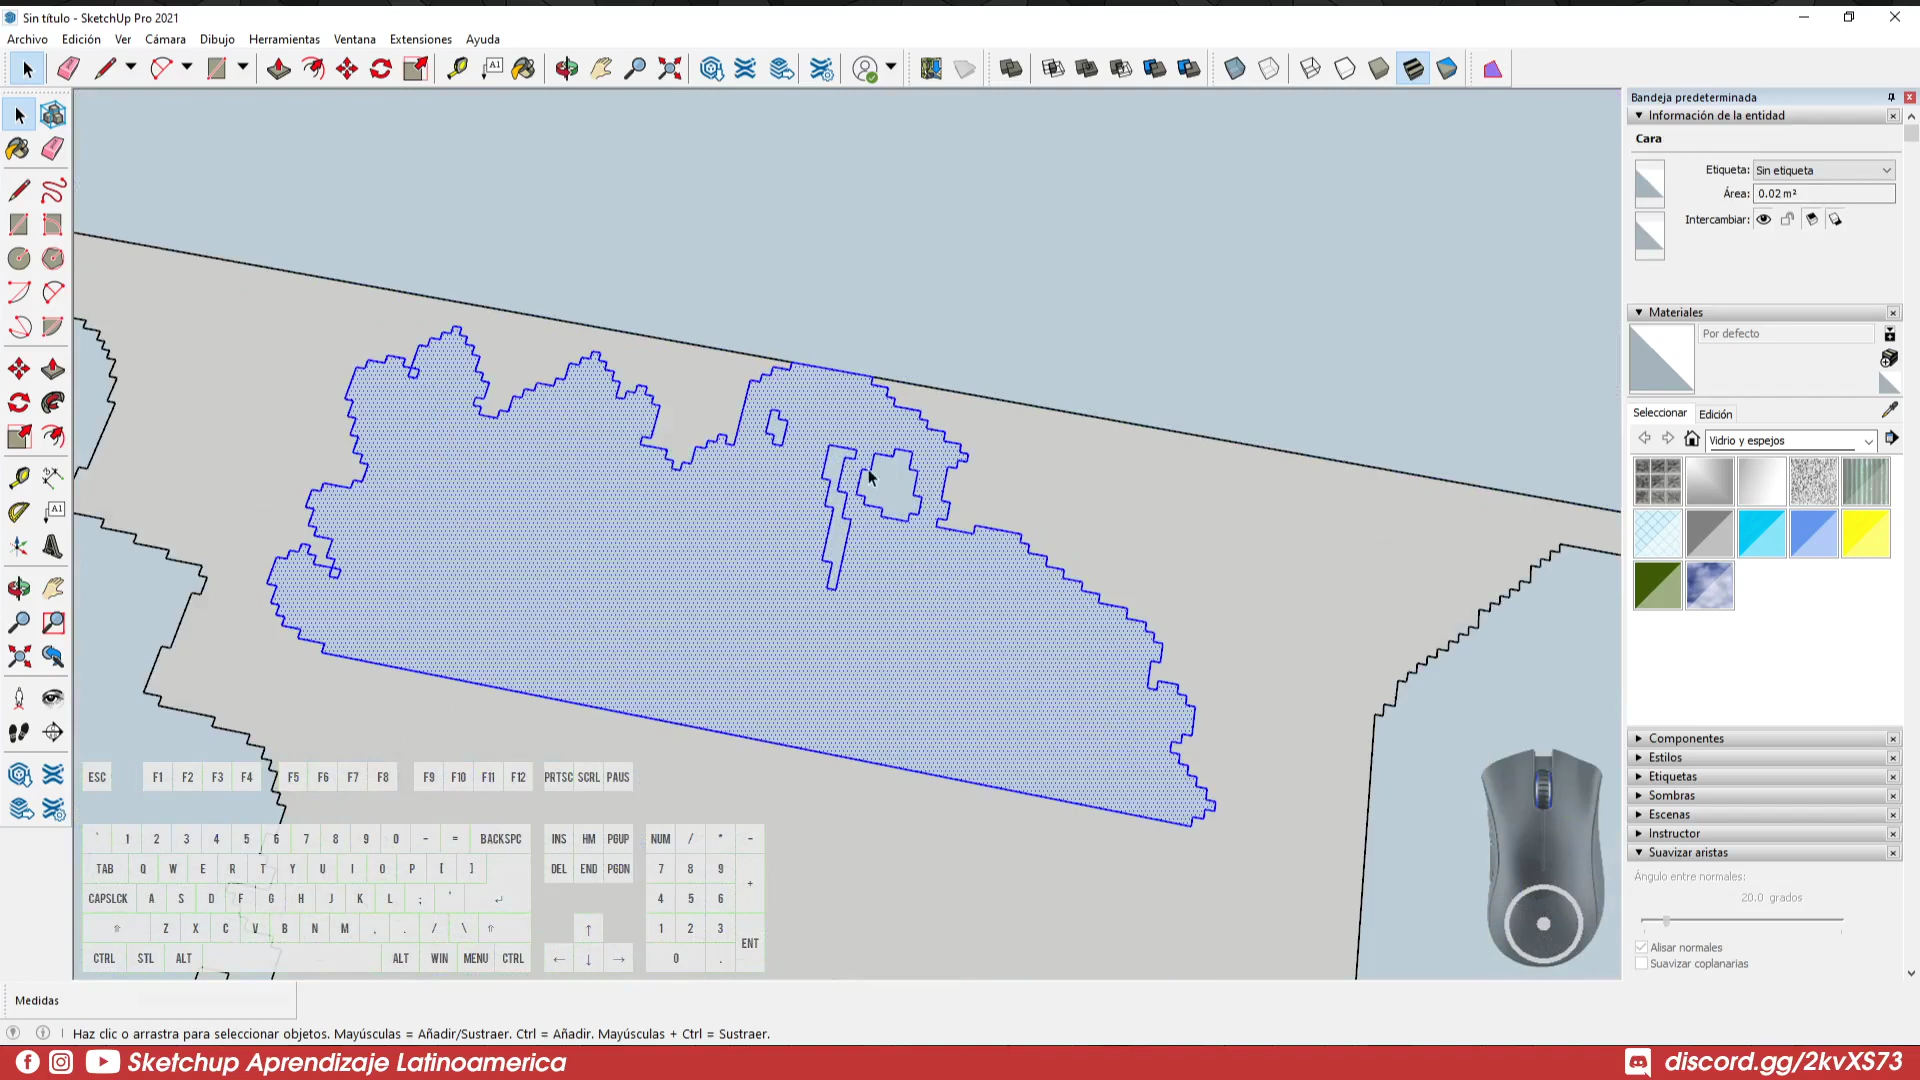 Sin título - SketchUp Pro 2021
Archivo Edición Ver Cámara Dibujo Herramientas Ventana Extensiones Ayuda
A1
Bandeja predeterminada
Información de la entidad
Cara
Etiqueta: Sin etiqueta
Área: 0.02 m²
Intercambiar:
Materiales
Por defecto
Seleccionar Edición
Vidrio y espejos
A1
Componentes
Estilos
Etiquetas
Sombras
Escenas
Instructor
Suavizar aristas
Ángulo entre normales:
20.0 grados
Alisar normales
Suavizar coplanarias
ESC F1 F2 F3 F4 F5 F6 F7 F8 F9 F10 F11 F12 PRTSC SCRL PAUS
` 1 2 3 4 5 6 7 8 9 0 - = BACKSPC INS HM PGUP NUM / * -
TAB Q W E R T Y U I O P [ ] DEL END PGDN 7 8 9 +
CAPSLCK A S D F G H J K L ; ' 4 5 6
Z X C V B N M , . / \ 1 2 3 ENT
CTRL STL ALT ALT WIN MENU CTRL 0 .
Medidas
Haz clic o arrastra para seleccionar objetos. Mayúsculas = Añadir/Sustraer. Ctrl = Añadir. Mayúsculas + Ctrl = Sustraer.
Sketchup Aprendizaje Latinoamerica
discord.gg/2kvXS73